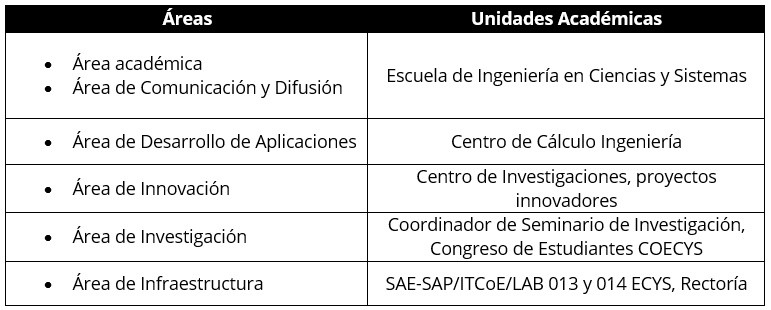 Áreas
Unidades Académicas
• Área académica
• Área de Comunicación y Difusión
Escuela de Ingeniería en Ciencias y Sistemas
• Área de Desarrollo de Aplicaciones
Centro de Cálculo Ingeniería
• Área de Innovación
Centro de Investigaciones, proyectos
innovadores
• Área de Investigación
Coordinador de Seminario de Investigación,
Congreso de Estudiantes COECYS
• Área de Infraestructura
SAE-SAP/ITCoE/LAB 013 y 014 ECYS, Rectoría